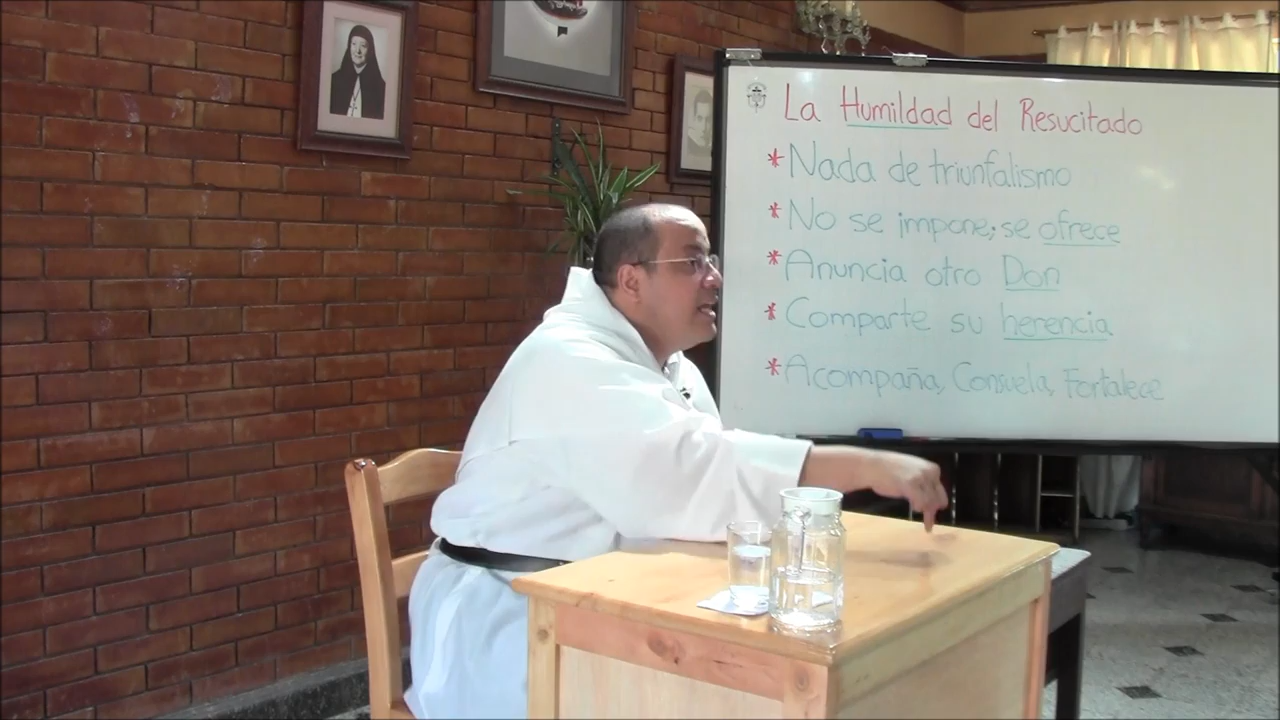 La Humildad del Resucitado
* Nada de triunfalismo
* No se impone; se ofrece
* Anuncia otro Don
* Comparte su herencia
* Acompaña, Consuela, Fortalece